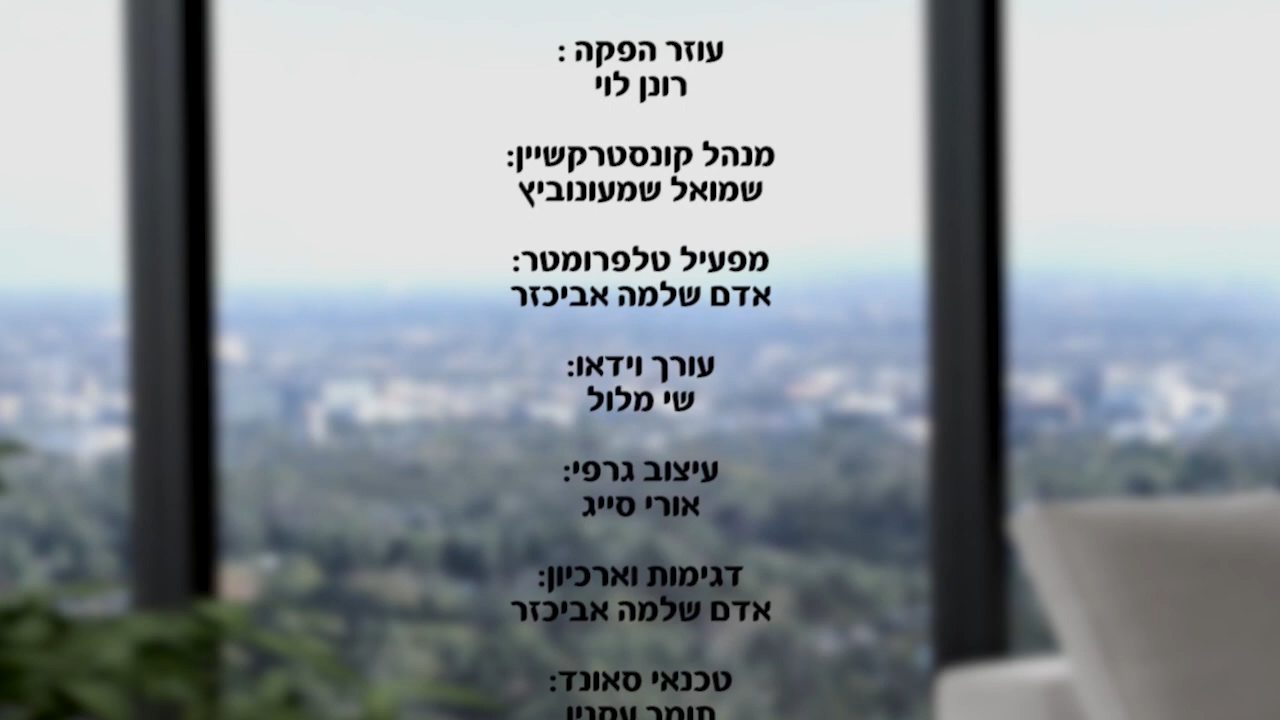 עוזר הפקה :
רונן לוי
מנהל קונסטרקשיין:
שמואל שמעונוביץ
מפעיל טלפרומטר:
אדם שלמה אביכזר
עורך וידאו:
שי מלול
עיצוב גרפי:
אורי סייג
דגימות וארכיון:
אדם שלמה אביכזר
טכנאי סאונד:
תומר